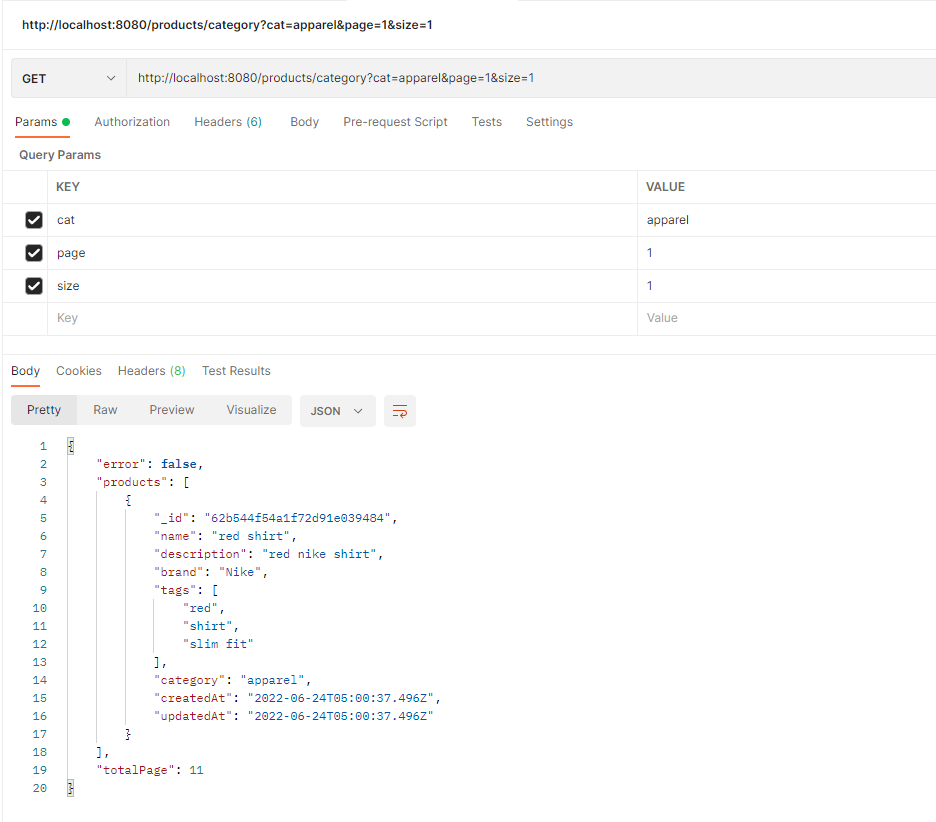 http://localhost:8080/products/category?cat=apparel&page=1&size=1
GET http://localhost:8080/products/category?cat=apparel&page=1&size=1
Params Authorization Headers (6) Body Pre-request Script Tests Settings
Query Params
KEY VALUE
cat apparel
page 1
size 1
Key Value
Body Cookies Headers (8) Test Results
Pretty Raw Preview Visualize JSON
1 {
2 "error": false,
3 "products": [
4 {
5 "_id": "62b544f54a1f72d91e039484",
6 "name": "red shirt",
7 "description": "red nike shirt",
8 "brand": "Nike",
9 "tags": [
10 "red",
11 "shirt",
12 "slim fit"
13 ],
14 "category": "apparel",
15 "createdAt": "2022-06-24T05:00:37.496Z",
16 "updatedAt": "2022-06-24T05:00:37.496Z"
17 }
18 ],
19 "totalPage": 11
20 }